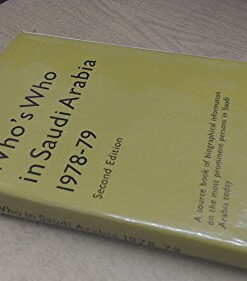 Who's Who
in Saudi Arabia
1978-79
Second Edition
A source book of biographical information
on the most prominent persons in Saudi
Arabia today
Who in Saudi Arabia 1978-79